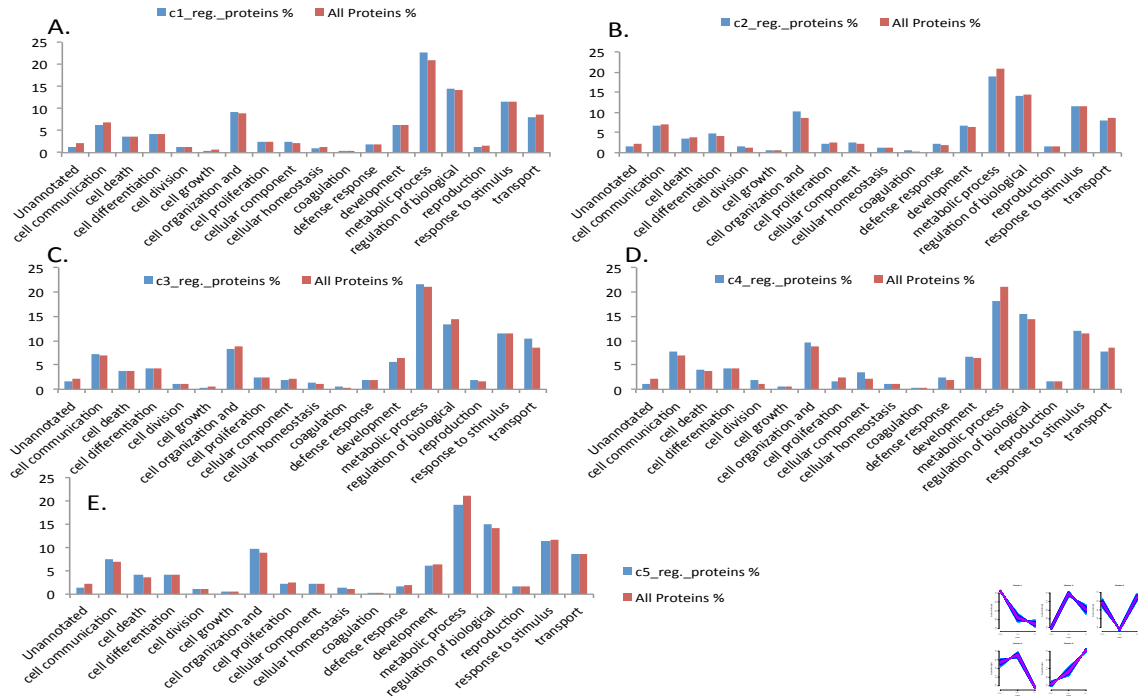 A.
c1_reg._proteins %
All Proteins %
25
20
15
10
5
0
Unannotated
cell communication
cell death
cell differentiation
cell division
cell growth
cell organization and
cell proliferation
cellular component
cellular homeostasis
coagulation
defense response
development
metabolic process
regulation of biological
reproduction
response to stimulus
transport
B.
c2_reg._proteins %
All Proteins %
25
20
15
10
5
0
Unannotated
cell communication
cell death
cell differentiation
cell division
cell growth
cell organization and
cell proliferation
cellular component
cellular homeostasis
coagulation
defense response
development
metabolic process
regulation of biological
reproduction
response to stimulus
transport
C.
c3_reg._proteins %
All Proteins %
25
20
15
10
5
0
Unannotated
cell communication
cell death
cell differentiation
cell division
cell growth
cell organization and
cell proliferation
cellular component
cellular homeostasis
coagulation
defense response
development
metabolic process
regulation of biological
reproduction
response to stimulus
transport
D.
c4_reg._proteins %
All Proteins %
25
20
15
10
5
0
Unannotated
cell communication
cell death
cell differentiation
cell division
cell growth
cell organization and
cell proliferation
cellular component
cellular homeostasis
coagulation
defense response
development
metabolic process
regulation of biological
reproduction
response to stimulus
transport
E.
25
20
15
10
5
0
Unannotated
cell communication
cell death
cell differentiation
cell division
cell growth
cell organization and
cell proliferation
cellular component
cellular homeostasis
coagulation
defense response
development
metabolic process
regulation of biological
reproduction
response to stimulus
transport
c5_reg._proteins %
All Proteins %